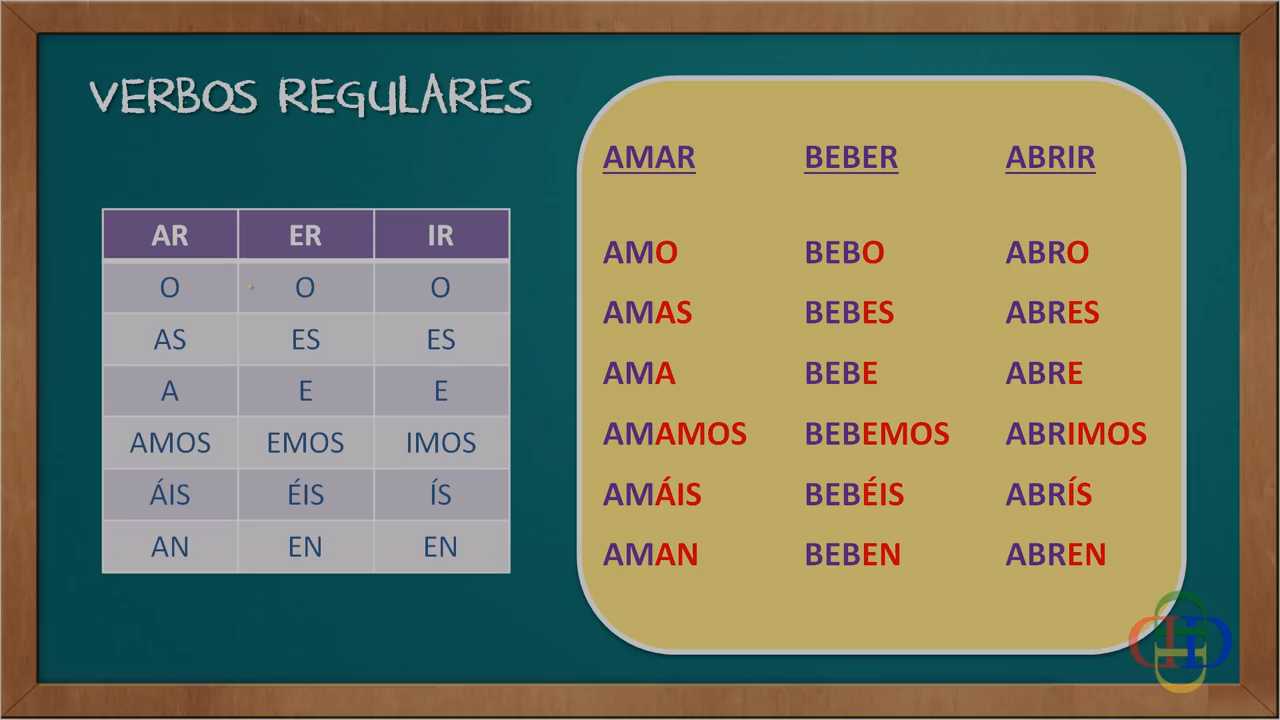 VERBOS REGULARES
AR ER IR
O O O
AS ES ES
A E E
AMOS EMOS IMOS
ÁIS ÉIS ÍS
AN EN EN
AMAR BEBER ABRIR
AMO BEBO ABRO
AMAS BEBES ABRES
AMA BEBE ABRE
AMAMOS BEBEMOS ABRIMOS
AMÁIS BEBÉIS ABRÍS
AMAN BEBEN ABREN